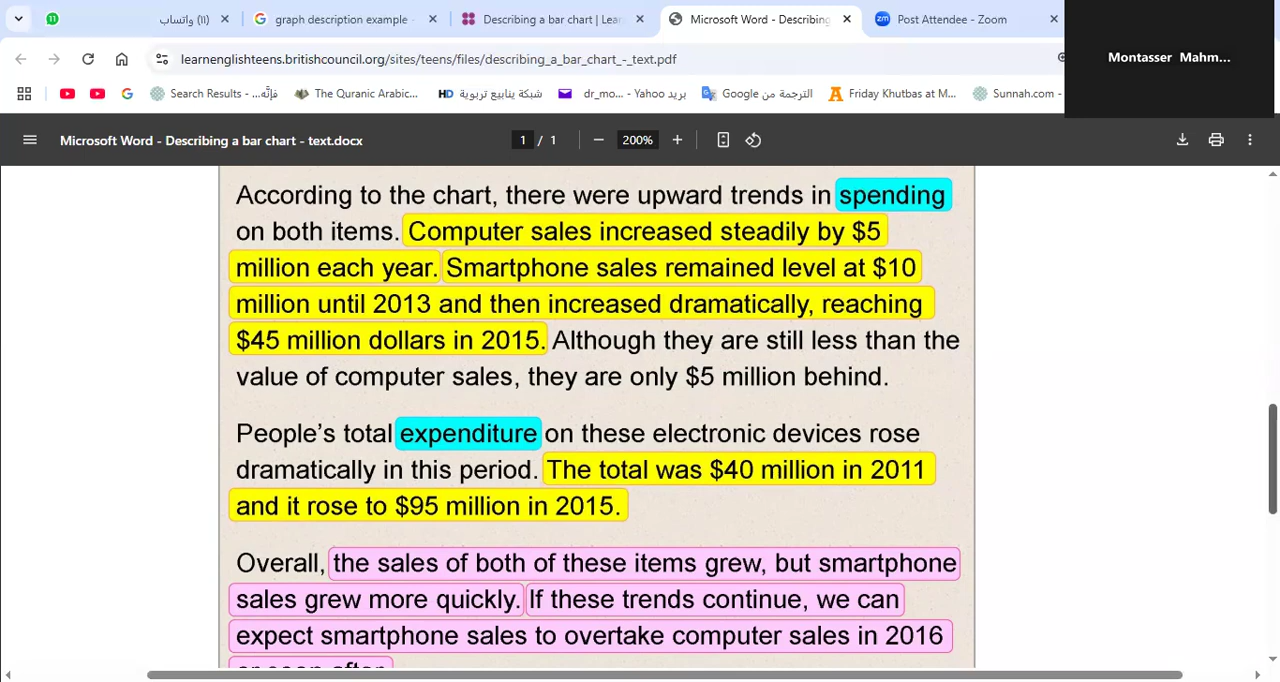 (11) واتساب
graph description example
Describing a bar chart | Lea
Microsoft Word - Describing
Post Attendee - Zoom
learnenglishteens.britishcouncil.org/sites/teens/files/describing_a_bar_chart_-_text.pdf
Montasser Mahm...
Search Results - ...فإنَّه
The Quranic Arabic...
شبكة ينابيع تربوية
dr_mo... - Yahoo بريد
الترجمة من Google
Friday Khutbas at M...
Sunnah.com -
Microsoft Word - Describing a bar chart - text.docx
1 / 1
200%
According to the chart, there were upward trends in spending
on both items. Computer sales increased steadily by $5
million each year. Smartphone sales remained level at $10
million until 2013 and then increased dramatically, reaching
$45 million dollars in 2015. Although they are still less than the
value of computer sales, they are only $5 million behind.
People's total expenditure on these electronic devices rose
dramatically in this period. The total was $40 million in 2011
and it rose to $95 million in 2015.
Overall, the sales of both of these items grew, but smartphone
sales grew more quickly. If these trends continue, we can
expect smartphone sales to overtake computer sales in 2016